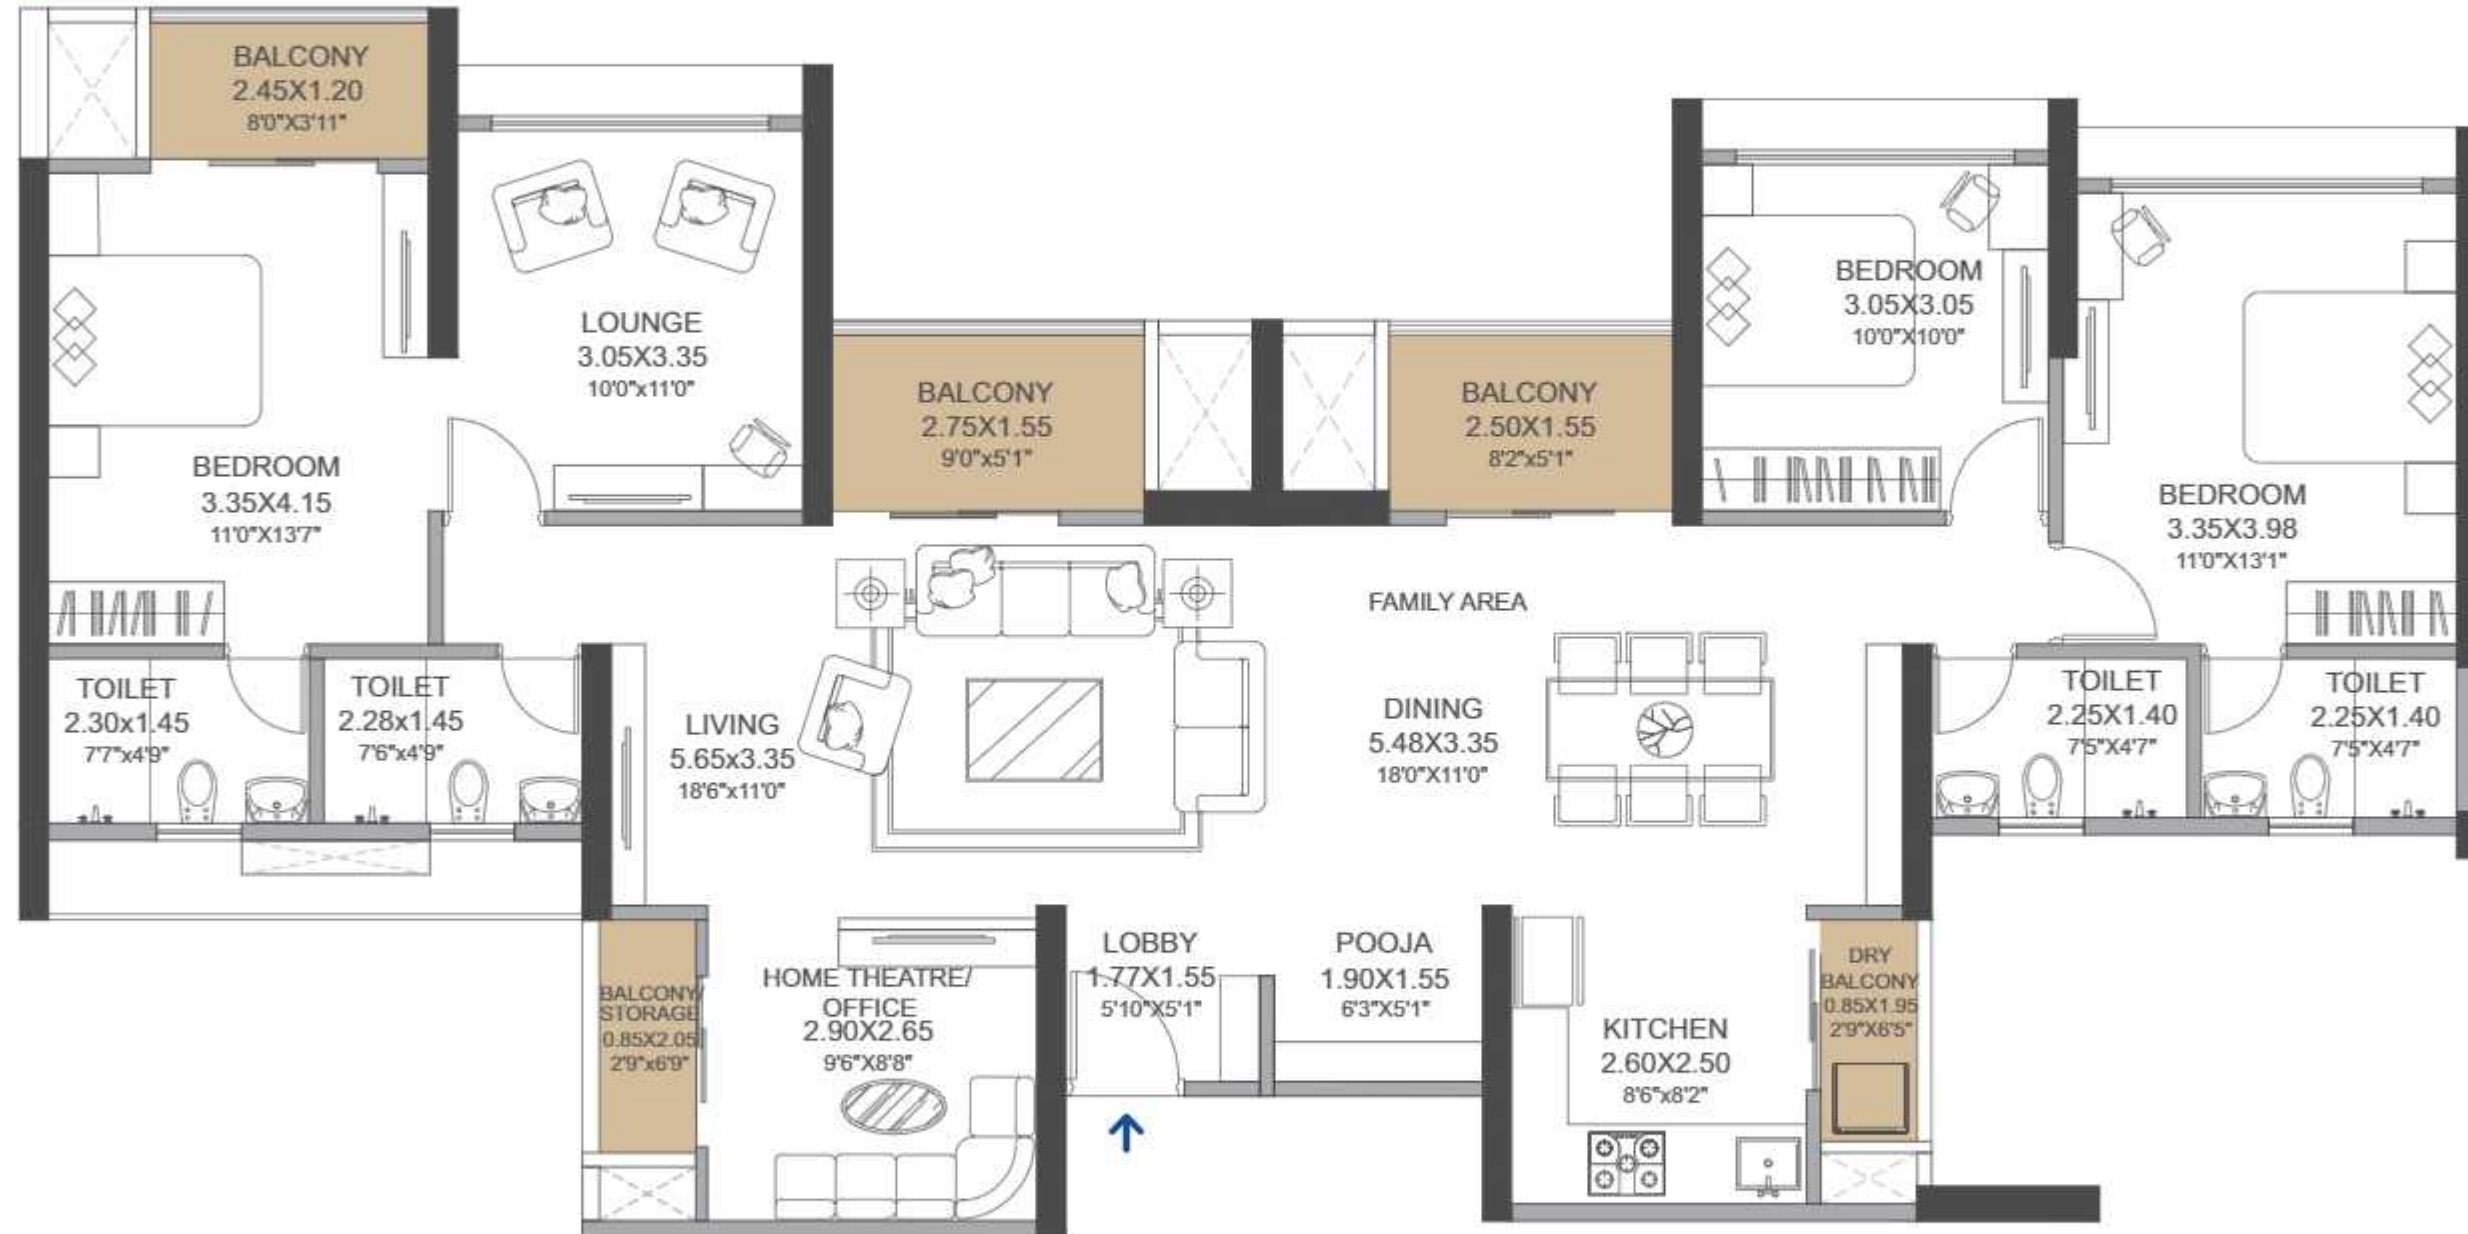 BALCONY
2.45X1.20
8'0"X3'11"
LOUNGE
3.05X3.35
10'0"x11'0"
BEDROOM
3.35X4.15
11'0"X13'7"
BALCONY
2.75X1.55
9'0"x5'1"
BALCONY
2.50X1.55
8'2"x5'1"
BEDROOM
3.05X3.05
10'0"X10'0"
BEDROOM
3.35X3.98
11'0"X13'1"
FAMILY AREA
TOILET
2.30x1.45
7'7"x4'9"
TOILET
2.28x1.45
7'6"x4'9"
LIVING
5.65x3.35
18'6"x11'0"
DINING
5.48X3.35
18'0"X11'0"
TOILET
2.25X1.40
7'5"X4'7"
TOILET
2.25X1.40
7'5"X4'7"
BALCONY/
STORAGE
0.85X2.05
2'9"x6'9"
HOME THEATRE/
OFFICE
2.90X2.65
9'6"X8'8"
LOBBY
1.77X1.55
5'10"X5'1"
POOJA
1.90X1.55
6'3"X5'1"
KITCHEN
2.60X2.50
8'6"x8'2"
DRY
BALCONY
0.85X1.95
2'9"X6'5"